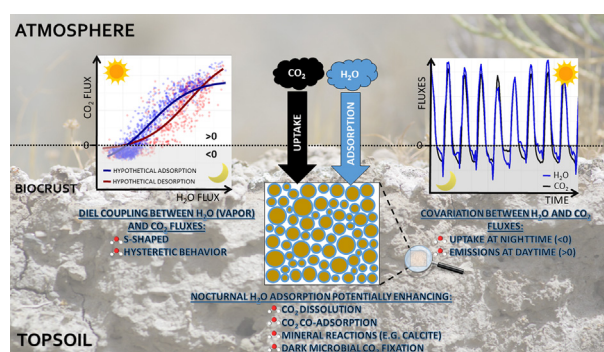 ATMOSPHERE
CO2 FLUX
0
>0
<0
HYPOTHETICAL ADSORPTION
HYPOTHETICAL DESORPTION
H2O FLUX
BIOCRUST
DIEL COUPLING BETWEEN H2O (VAPOR)
AND CO2 FLUXES:
S-SHAPED
HYSTERETIC BEHAVIOR
CO2
H2O
UPTAKE
ADSORPTION
FLUXES
0
H2O
CO2
TIME
COVARIATION BETWEEN H2O AND CO2
FLUXES:
UPTAKE AT NIGHTTIME (<0)
EMISSIONS AT DAYTIME (>0)
NOCTURNAL H2O ADSORPTION POTENTIALLY ENHANCING:
CO2 DISSOLUTION
CO2 CO-ADSORPTION
MINERAL REACTIONS (E.G. CALCITE)
DARK MICROBIAL CO2 FIXATION
TOPSOIL